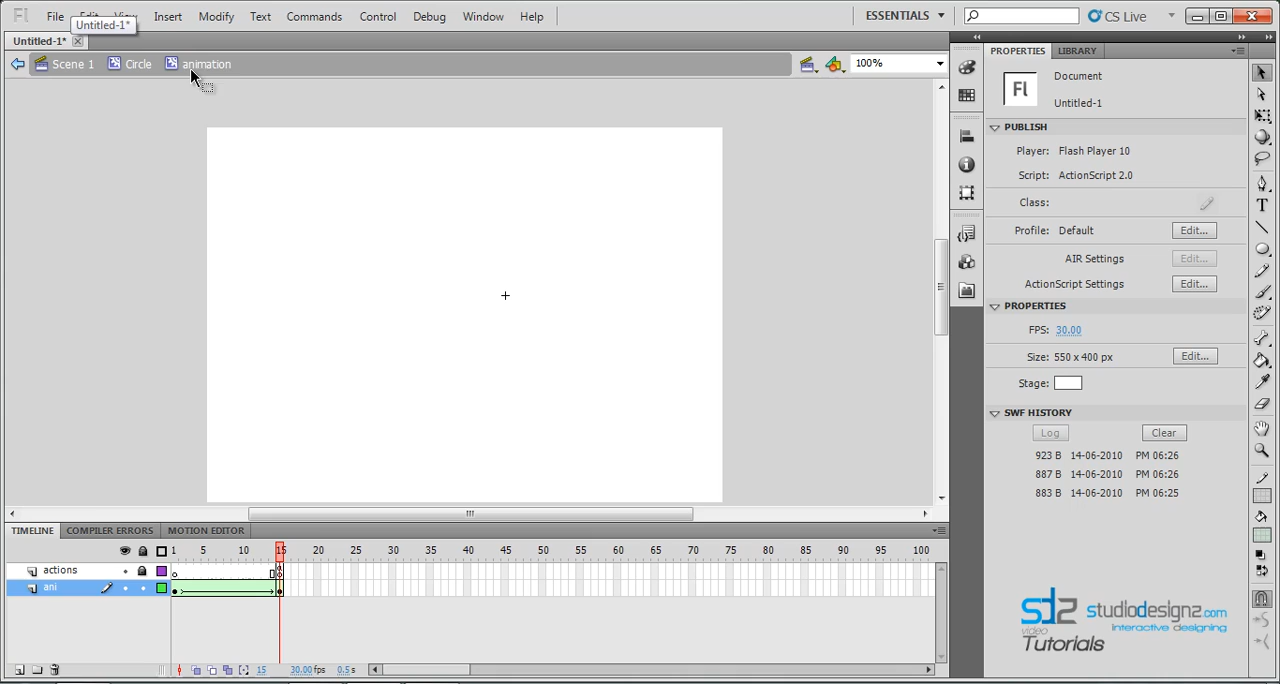 Fl File Edit View Insert Modify Text Commands Control Debug Window Help ESSENTIALS CS Live
Untitled-1*
Untitled-1*
Scene 1 Circle animation 100%
PROPERTIES LIBRARY
Fl Document
Untitled-1
PUBLISH
Player: Flash Player 10
Script: ActionScript 2.0
Class:
Profile: Default Edit...
AIR Settings Edit...
ActionScript Settings Edit...
PROPERTIES
FPS: 30.00
Size: 550 x 400 px Edit...
Stage:
SWF HISTORY
Log Clear
923 B 14-06-2010 PM 06:26
887 B 14-06-2010 PM 06:26
883 B 14-06-2010 PM 06:25
TIMELINE COMPILER ERRORS MOTION EDITOR
1 5 10 15 20 25 30 35 40 45 50 55 60 65 70 75 80 85 90 95 100
actions
ani
15 30.00 fps 0.5 s
sdz studiodesignz.com
interactive designing
video
Tutorials